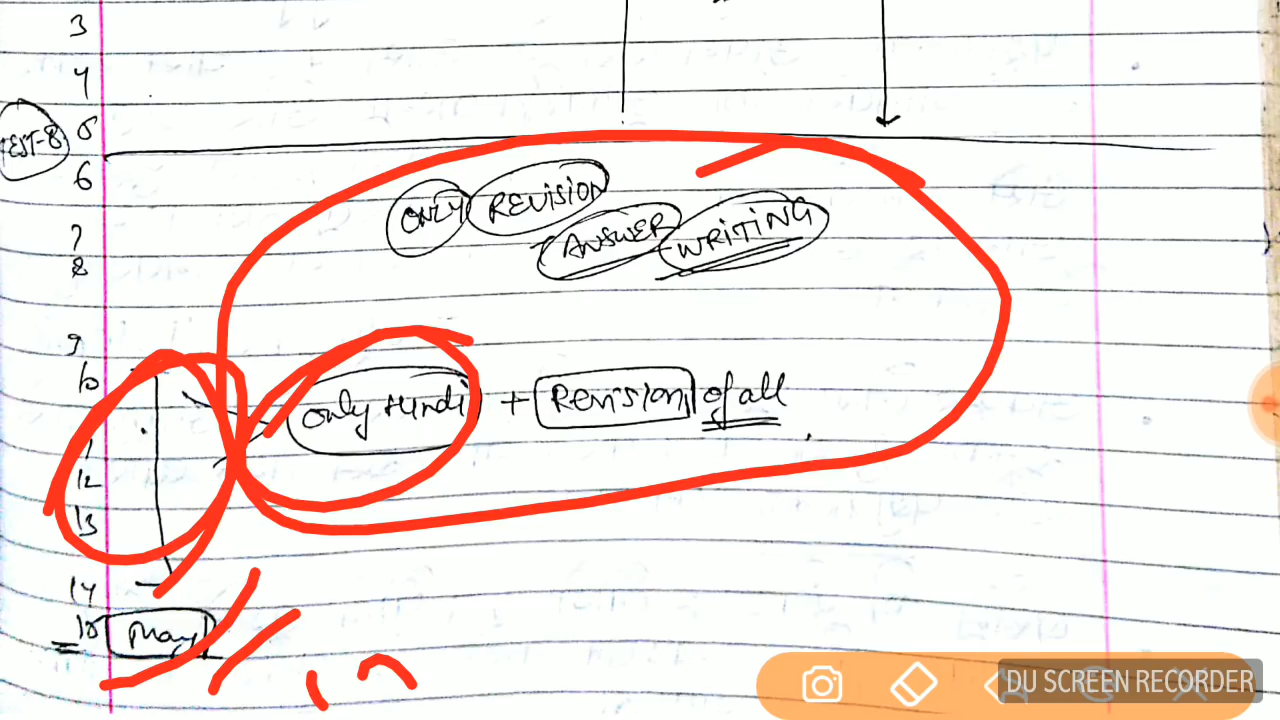 3
4
TEST-8 5
6
ONLY REVISION
7
ANSWER WRITING
8
9
10
only Hindi + Revision of all
11
12
13
14
15 May
DU SCREEN RECORDER